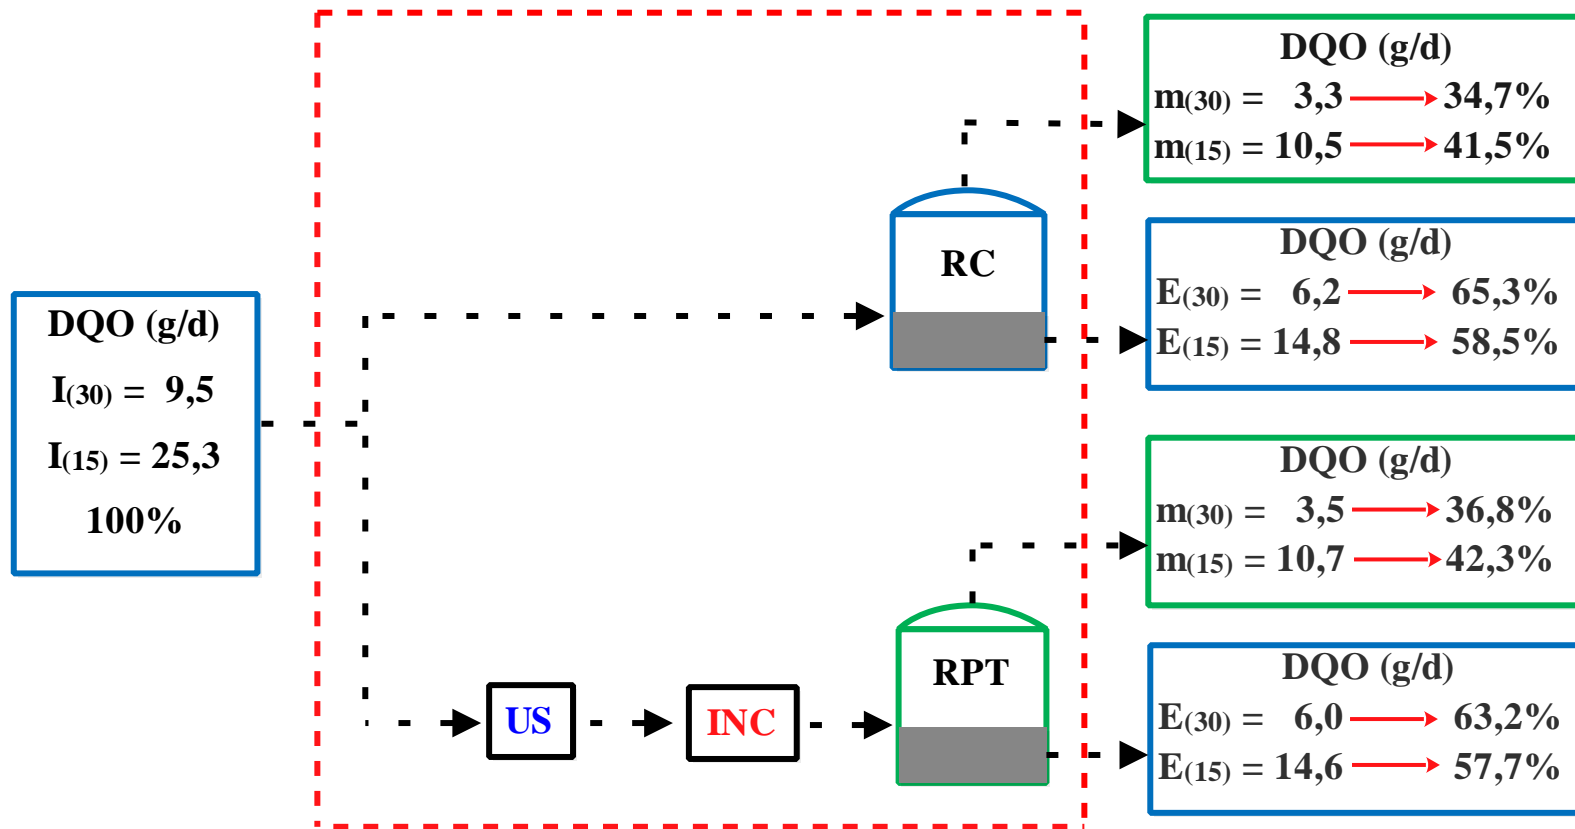 DQO (g/d)
I(30) = 9,5
I(15) = 25,3
100%
US
INC
RC
RPT
DQO (g/d)
m(30) = 3,3 34,7%
m(15) = 10,5 41,5%
DQO (g/d)
E(30) = 6,2 65,3%
E(15) = 14,8 58,5%
DQO (g/d)
m(30) = 3,5 36,8%
m(15) = 10,7 42,3%
DQO (g/d)
E(30) = 6,0 63,2%
E(15) = 14,6 57,7%